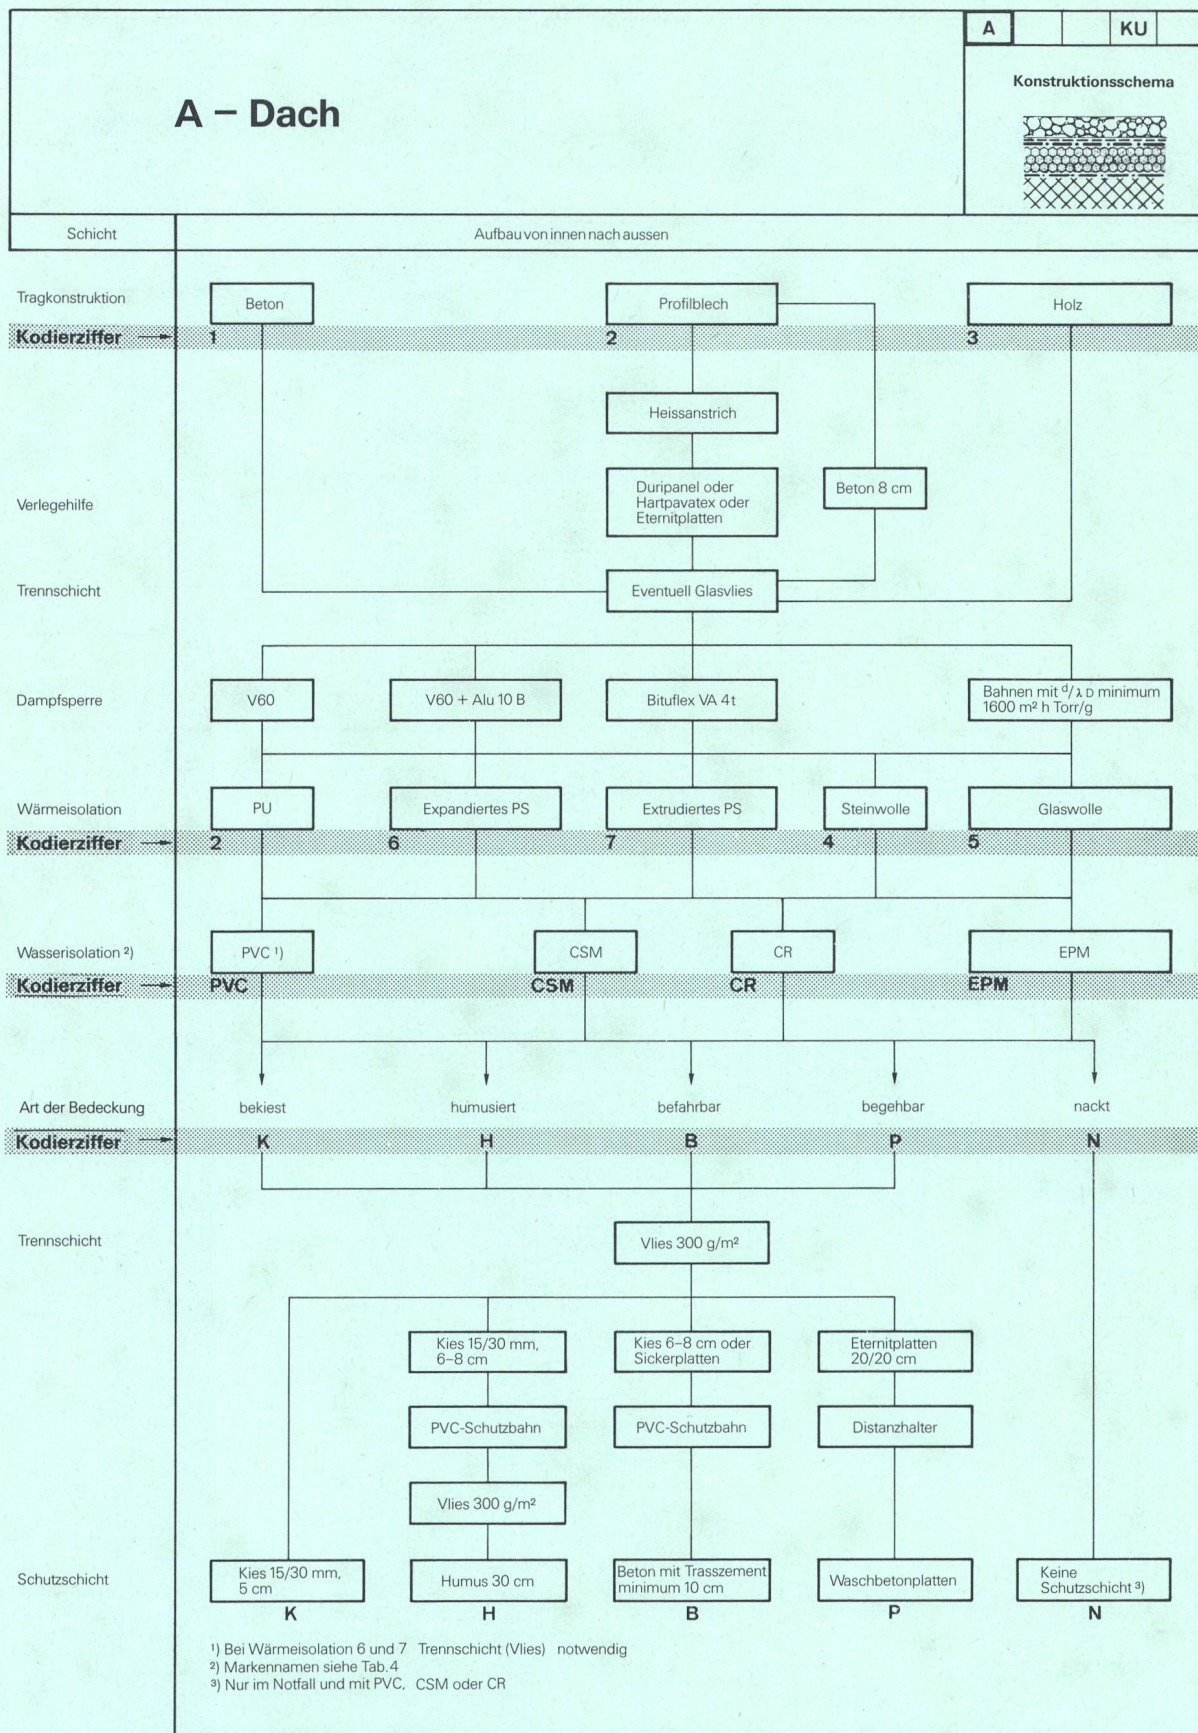 A KU
Konstruktionsschema
A – Dach
Schicht Aufbau von innen nach aussen
Tragkonstruktion Beton Profilblech Holz
Kodierziffer 1 2 3
Heissanstrich
Verlegehilfe
Duripanel oder
Hartpavatex oder
Eternitplatten
Beton 8 cm
Trennschicht Eventuell Glasvlies
Dampfsperre V60 V60 + Alu 10 B Bituflex VA 4t
Bahnen mit d/λ D minimum
1600 m² h Torr/g
Wärmeisolation PU Expandiertes PS Extrudiertes PS Steinwolle Glaswolle
Kodierziffer 2 6 7 4 5
Wasserisolation ²) PVC ¹) CSM CR EPM
Kodierziffer PVC CSM CR EPM
Art der Bedeckung bekiest humusiert befahrbar begehbar nackt
Kodierziffer K H B P N
Trennschicht Vlies 300 g/m²
Kies 15/30 mm,
6–8 cm
Kies 6–8 cm oder
Sickerplatten
Eternitplatten
20/20 cm
PVC-Schutzbahn PVC-Schutzbahn Distanzhalter
Vlies 300 g/m²
Schutzschicht
Kies 15/30 mm,
5 cm
Humus 30 cm
Beton mit Trasszement
minimum 10 cm
Waschbetonplatten
Keine
Schutzschicht ³)
K H B P N
¹) Bei Wärmeisolation 6 und 7 Trennschicht (Vlies) notwendig
²) Markennamen siehe Tab. 4
³) Nur im Notfall und mit PVC, CSM oder CR